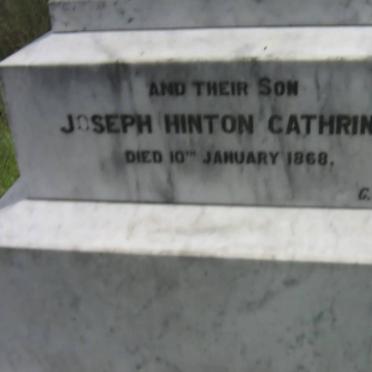 AND THEIR SON
JOSEPH HINTON CATHRIN
DIED 10TH JANUARY 1868.
G.